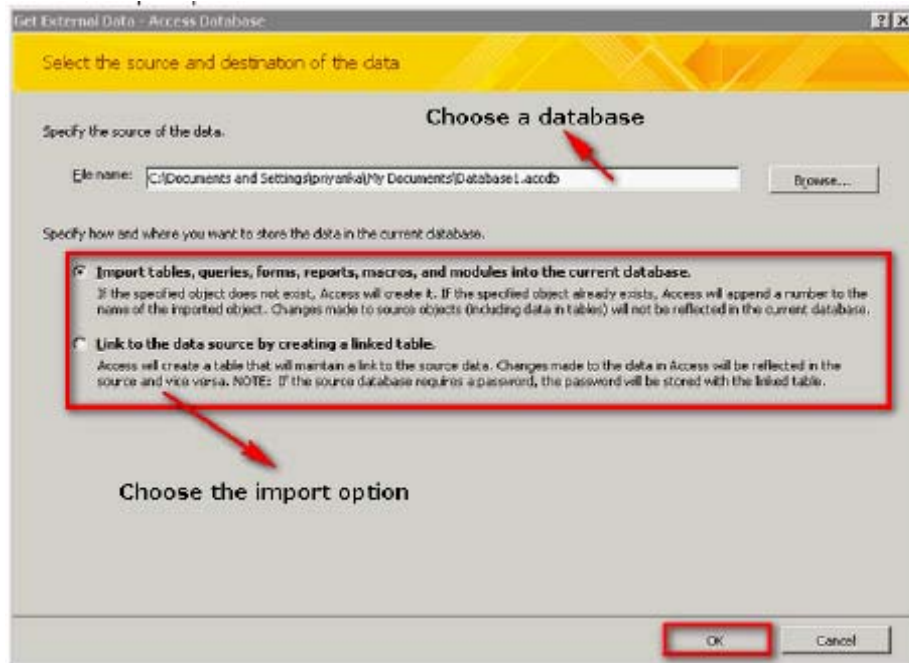 Get External Data - Access Database
Select the source and destination of the data
Choose a database
Specify the source of the data.
File name: C:\Documents and Settings\priyanka\My Documents\Database1.accdb Browse...
Specify how and where you want to store the data in the current database.
Import tables, queries, forms, reports, macros, and modules into the current database.
If the specified object does not exist, Access will create it. If the specified object already exists, Access will append a number to the
name of the imported object. Changes made to source objects (including data in tables) will not be reflected in the current database.
Link to the data source by creating a linked table.
Access will create a table that will maintain a link to the source data. Changes made to the data in Access will be reflected in the
source and vice versa. NOTE: If the source database requires a password, the password will be stored with the linked table.
Choose the import option
OK Cancel